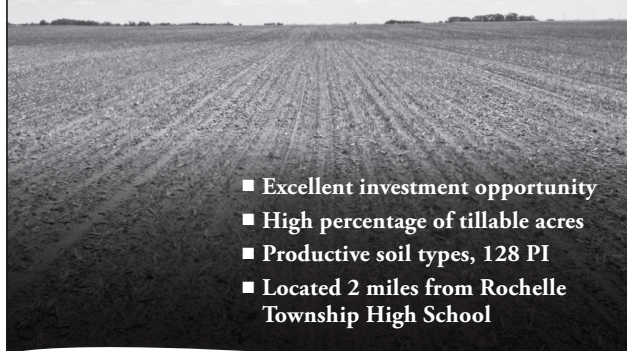 ■ Excellent investment opportunity
■ High percentage of tillable acres
■ Productive soil types, 128 PI
■ Located 2 miles from Rochelle
Township High School